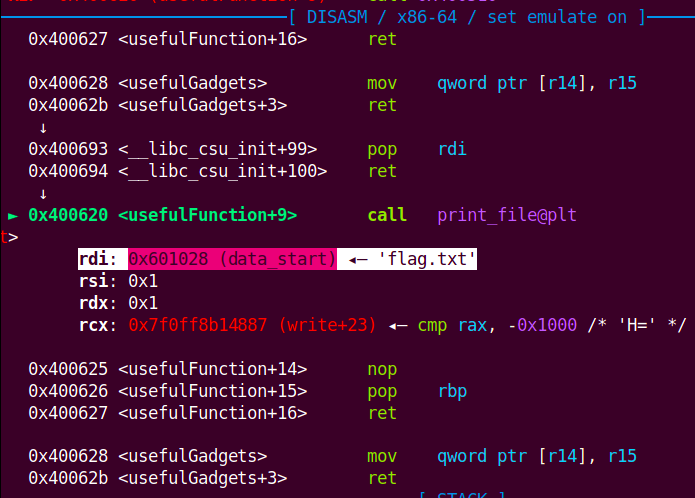 [ DISASM / x86-64 / set emulate on ]
0x400627 <usefulFunction+16> ret
0x400628 <usefulGadgets> mov qword ptr [r14], r15
0x40062b <usefulGadgets+3> ret
↓
0x400693 <__libc_csu_init+99> pop rdi
0x400694 <__libc_csu_init+100> ret
↓
► 0x400620 <usefulFunction+9> call print_file@plt
t>
rdi: 0x601028 (data_start) ◂— 'flag.txt'
rsi: 0x1
rdx: 0x1
rcx: 0x7f0ff8b14887 (write+23) ◂— cmp rax, -0x1000 /* 'H=' */
0x400625 <usefulFunction+14> nop
0x400626 <usefulFunction+15> pop rbp
0x400627 <usefulFunction+16> ret
0x400628 <usefulGadgets> mov qword ptr [r14], r15
0x40062b <usefulGadgets+3> ret
[ STACK ]